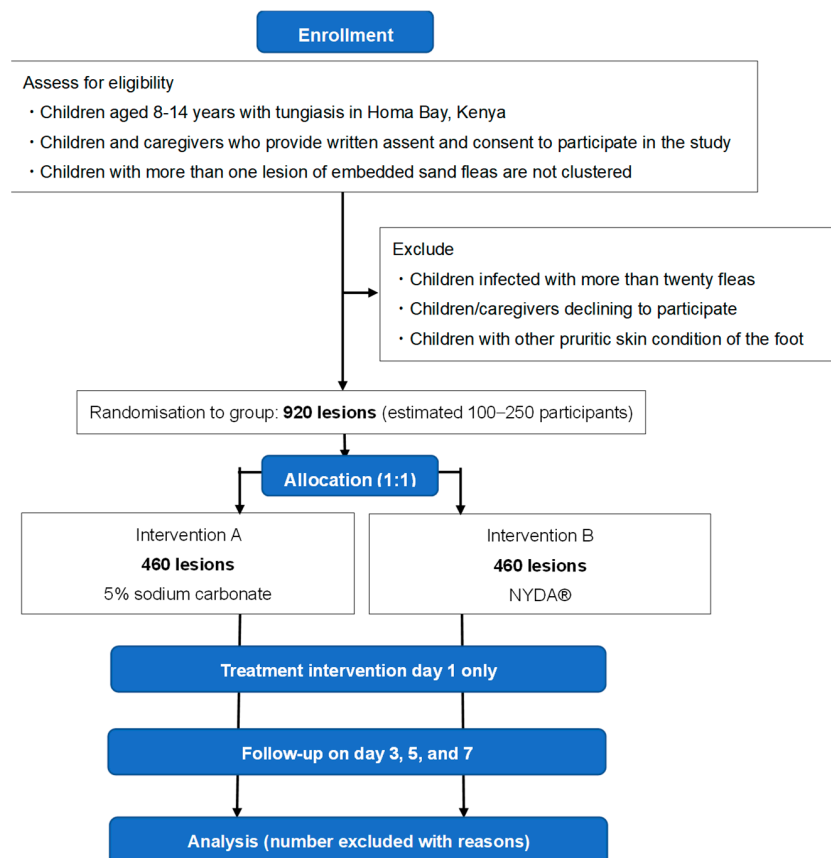 Enrollment
Assess for eligibility
・Children aged 8-14 years with tungiasis in Homa Bay, Kenya
・Children and caregivers who provide written assent and consent to participate in the study
・Children with more than one lesion of embedded sand fleas are not clustered
Exclude
・Children infected with more than twenty fleas
・Children/caregivers declining to participate
・Children with other pruritic skin condition of the foot
Randomisation to group: 920 lesions (estimated 100–250 participants)
Allocation (1:1)
Intervention A
460 lesions
5% sodium carbonate
Intervention B
460 lesions
NYDA®
Treatment intervention day 1 only
Follow-up on day 3, 5, and 7
Analysis (number excluded with reasons)